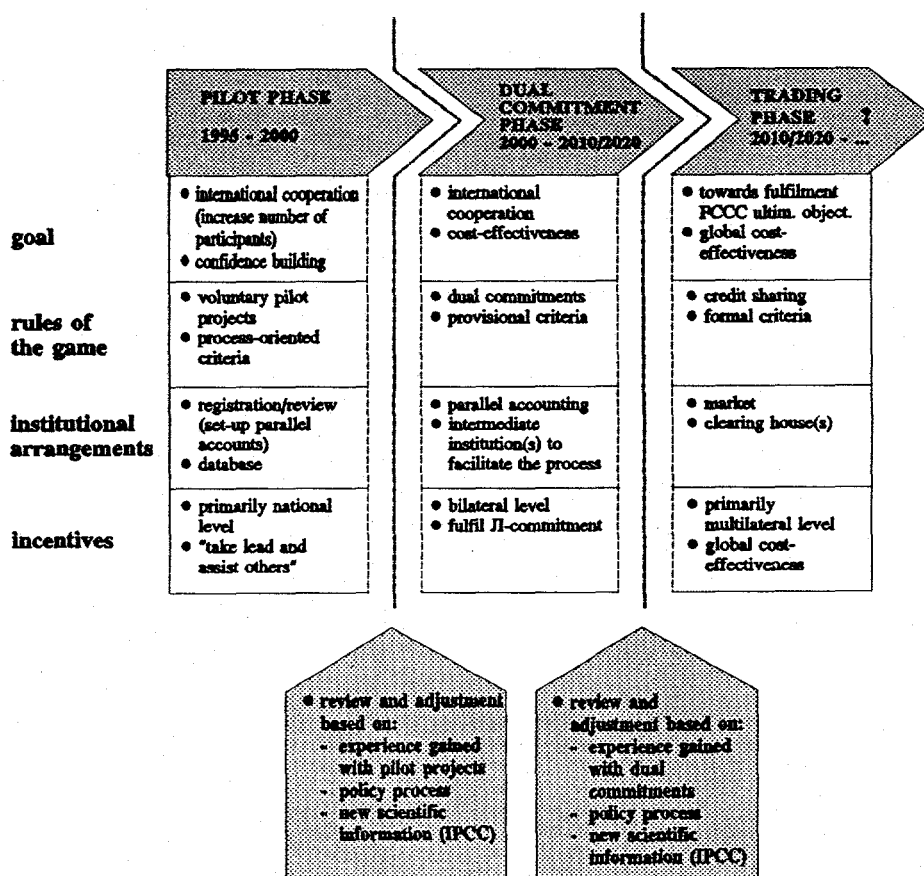 PILOT PHASE
1996 - 2000
DUAL
COMMITMENT
PHASE
2000 - 2010/2020
TRADING
PHASE ?
2010/2020 - ...
goal
• international cooperation
(increase number of
participants)
• confidence building
• international
cooperation
• cost-effectiveness
• towards fulfilment
FCCC ultim. object.
• global cost-
effectiveness
rules of
the game
• voluntary pilot
projects
• process-oriented
criteria
• dual commitments
• provisional criteria
• credit sharing
• formal criteria
institutional
arrangements
• registration/review
(set-up parallel
accounts)
• database
• parallel accounting
• intermediate
institution(s) to
facilitate the process
• market
• clearing house(s)
incentives
• primarily national
level
• "take lead and
assist others"
• bilateral level
• fulfil JI-commitment
• primarily
multilateral level
• global cost-
effectiveness
• review and adjustment
based on:
- experience gained
with pilot projects
- policy process
- new scientific
information (IPCC)
• review and
adjustment based on:
- experience gained
with dual
commitments
- policy process
- new scientific
information (IPCC)